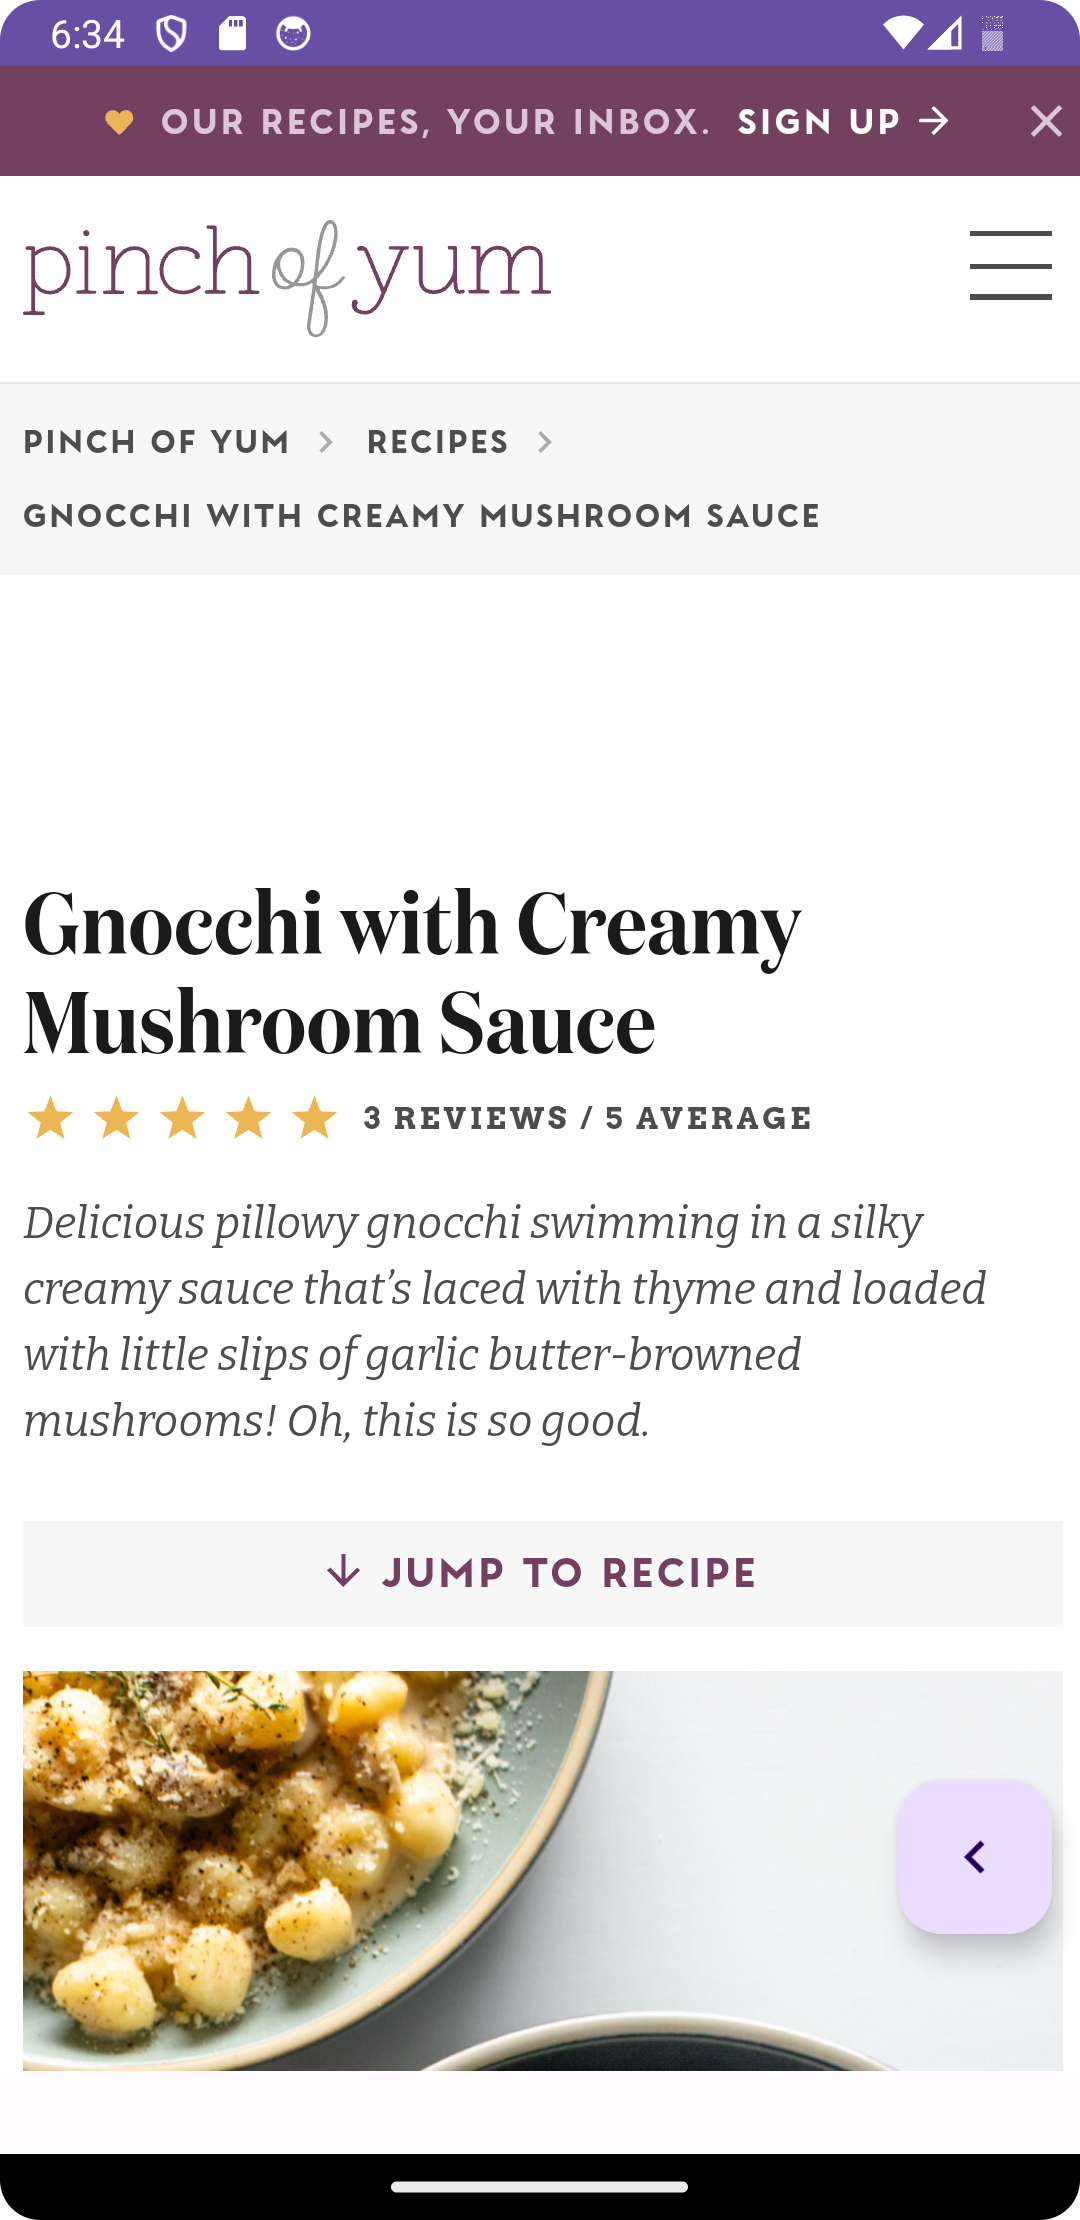 6:34
OUR RECIPES, YOUR INBOX. SIGN UP →
pinch of yum
PINCH OF YUM > RECIPES >
GNOCCHI WITH CREAMY MUSHROOM SAUCE
Gnocchi with Creamy
Mushroom Sauce
3 REVIEWS / 5 AVERAGE
Delicious pillowy gnocchi swimming in a silky
creamy sauce that’s laced with thyme and loaded
with little slips of garlic butter-browned
mushrooms! Oh, this is so good.
↓ JUMP TO RECIPE